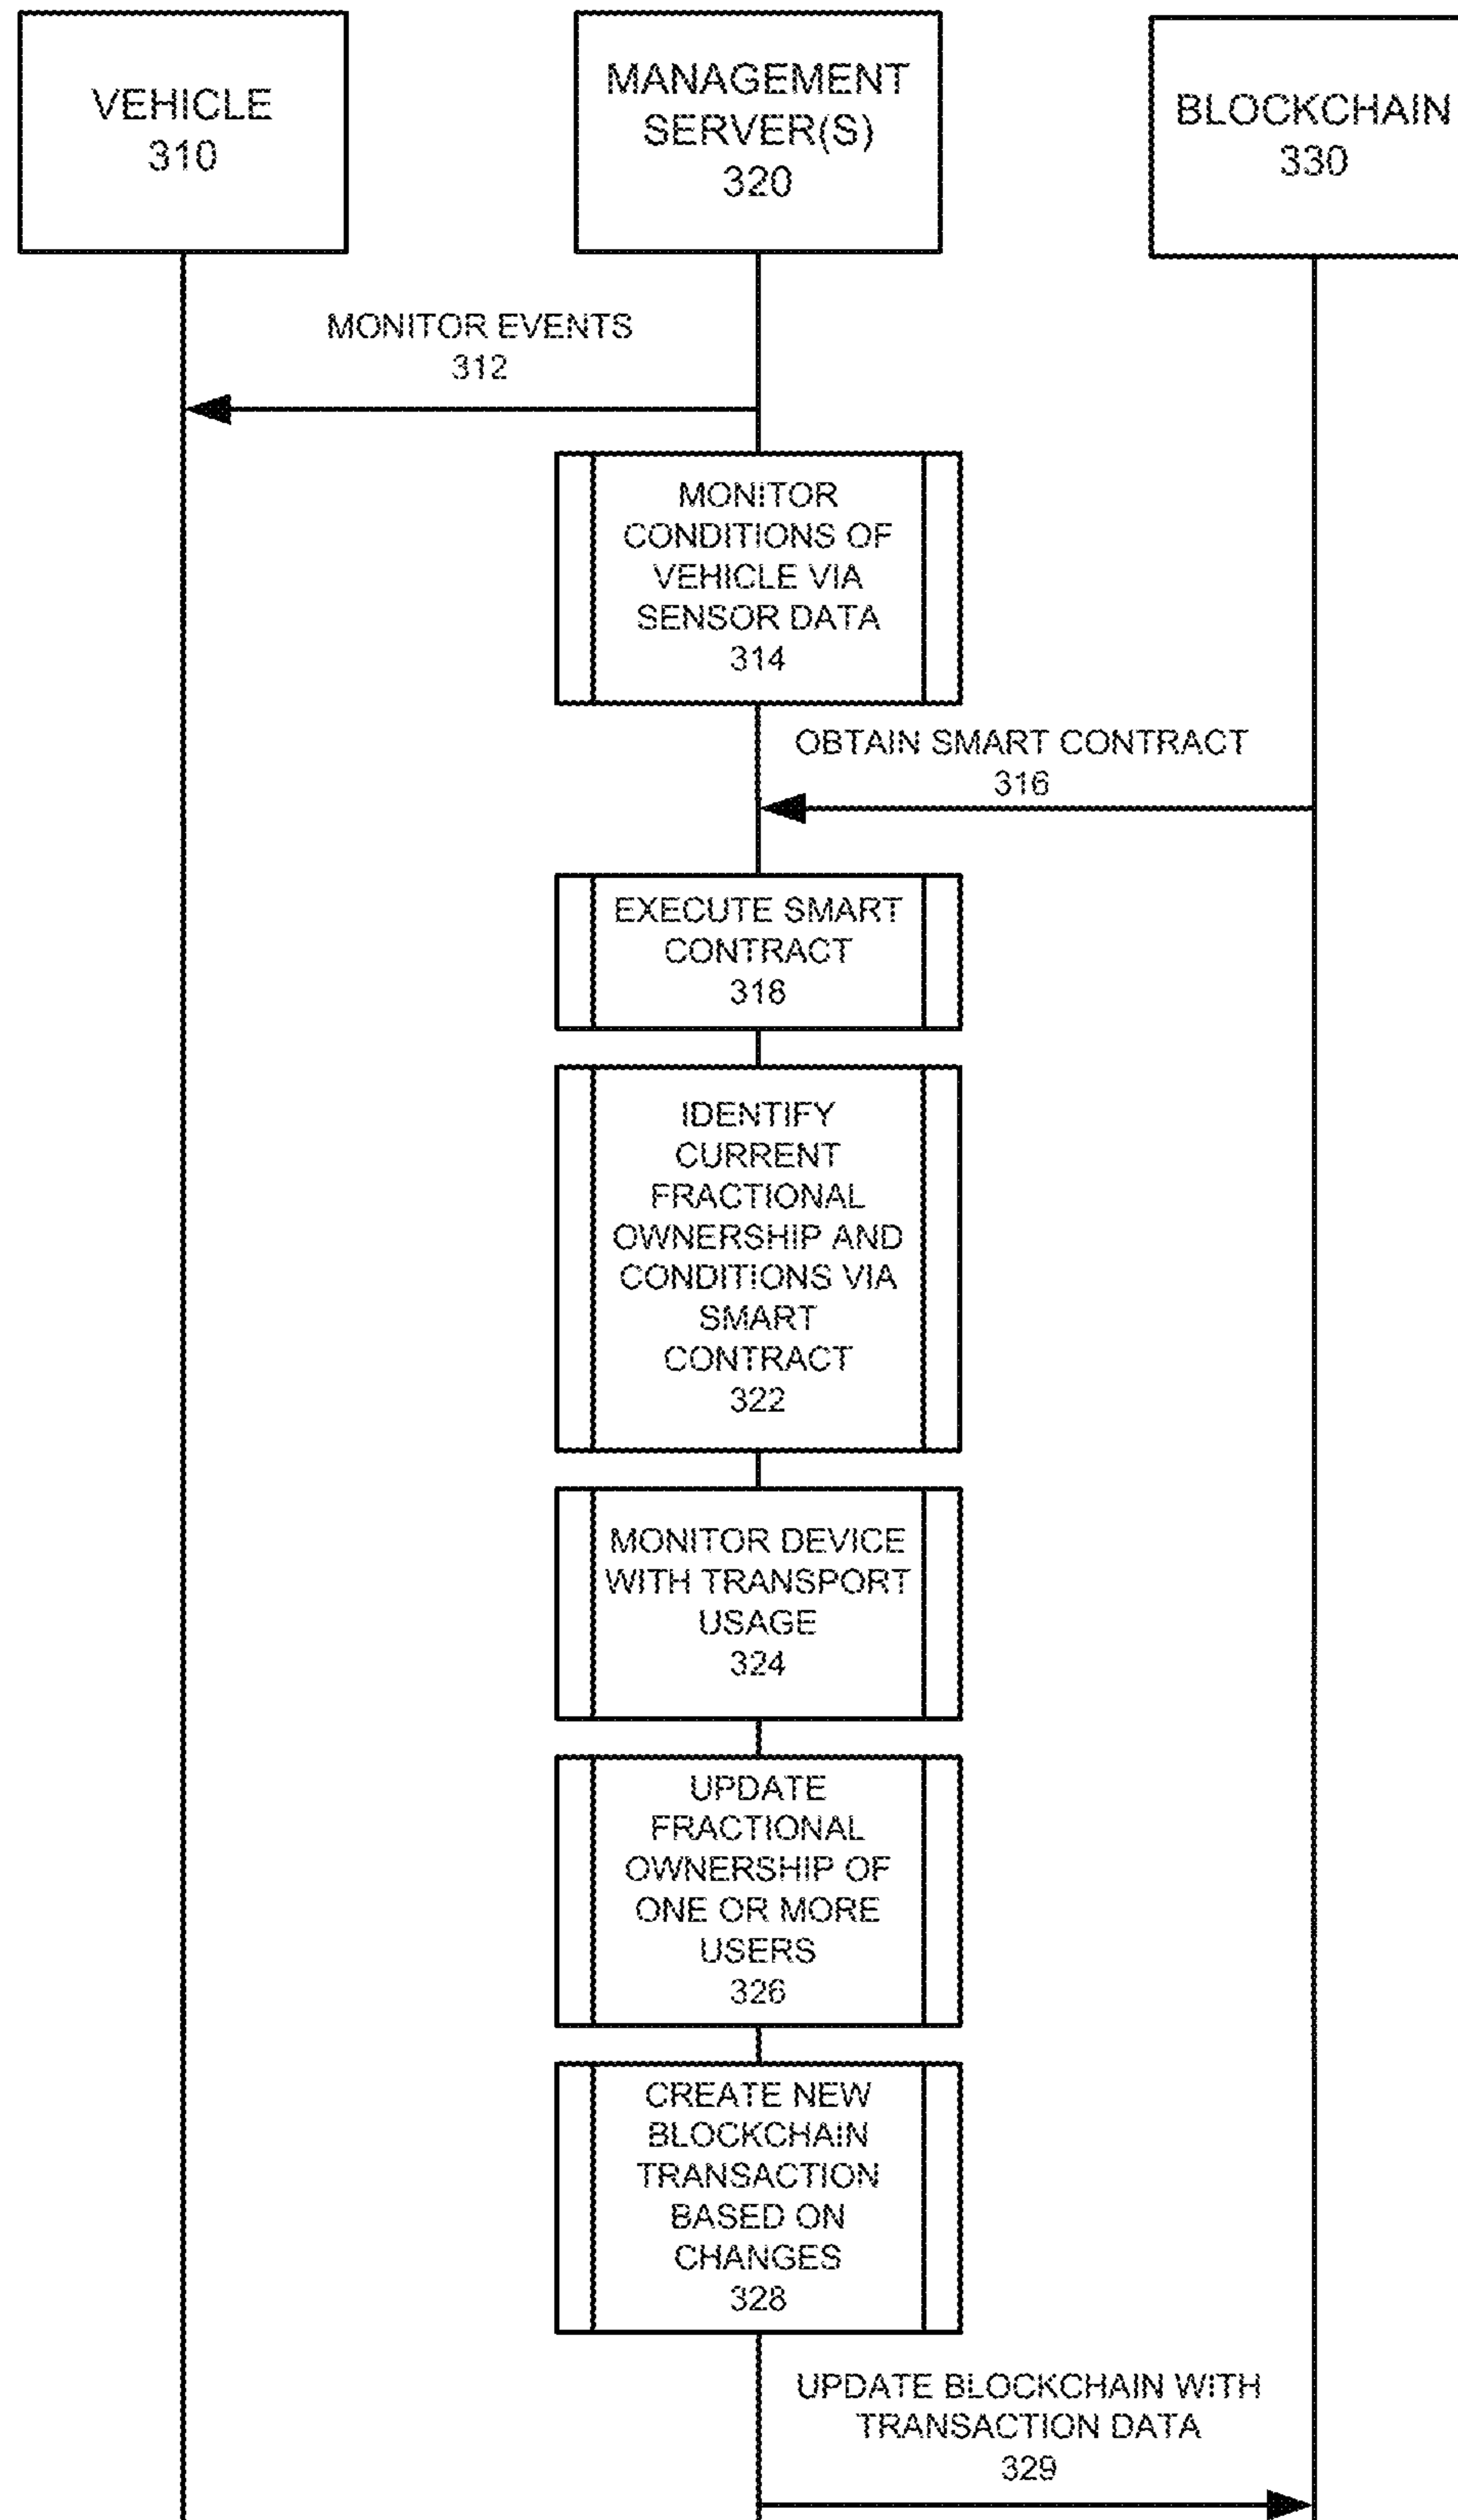 VEHICLE
310
MANAGEMENT
SERVER(S)
320
BLOCKCHAIN
330
MONITOR EVENTS
312
MONITOR
CONDITIONS OF
VEHICLE VIA
SENSOR DATA
314
OBTAIN SMART CONTRACT
316
EXECUTE SMART
CONTRACT
318
IDENTIFY
CURRENT
FRACTIONAL
OWNERSHIP AND
CONDITIONS VIA
SMART
CONTRACT
322
MONITOR DEVICE
WITH TRANSPORT
USAGE
324
UPDATE
FRACTIONAL
OWNERSHIP OF
ONE OR MORE
USERS
326
CREATE NEW
BLOCKCHAIN
TRANSACTION
BASED ON
CHANGES
328
UPDATE BLOCKCHAIN WITH
TRANSACTION DATA
329